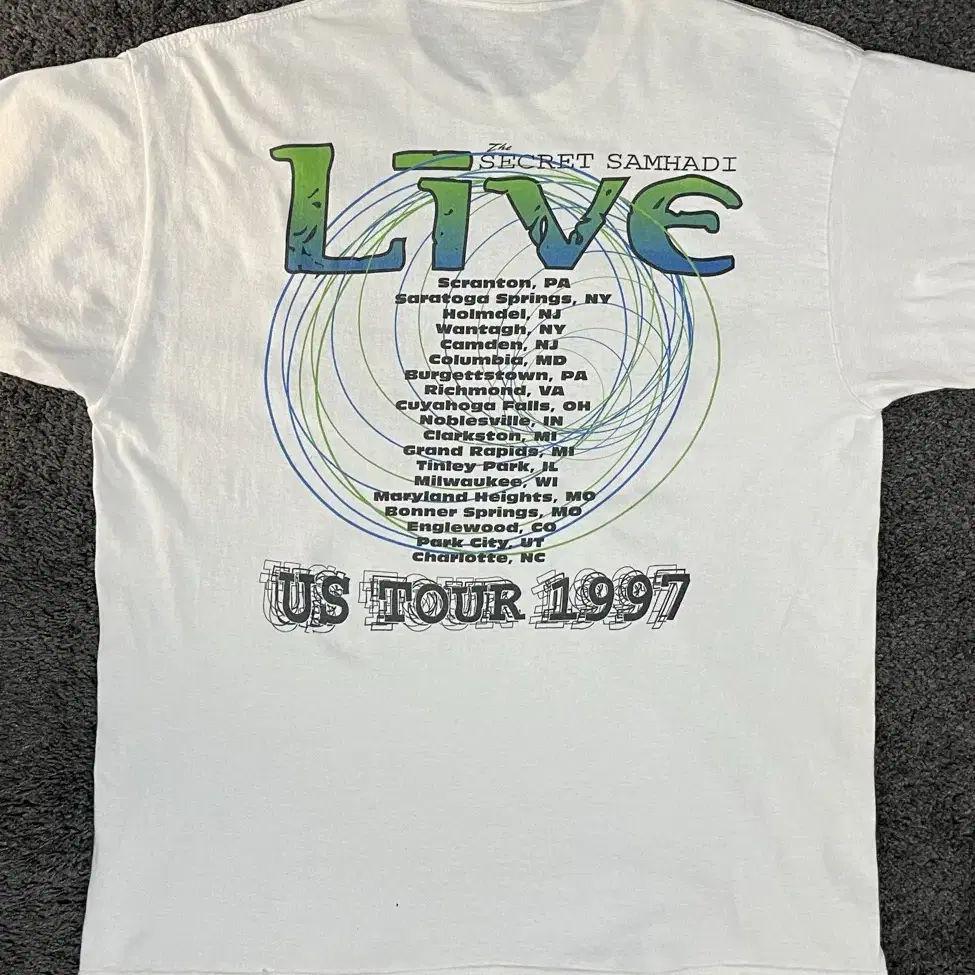 The
SECRET SAMHADI
Live
Scranton, PA
Saratoga Springs, NY
Holmdel, NJ
Wantagh, NY
Camden, NJ
Columbia, MD
Burgettstown, PA
Richmond, VA
Cuyahoga Falls, OH
Noblesville, IN
Clarkston, MI
Grand Rapids, MI
Tinley Park, IL
Milwaukee, WI
Maryland Heights, MO
Bonner Springs, MO
Englewood, CO
Park City, UT
Charlotte, NC
US TOUR 1997